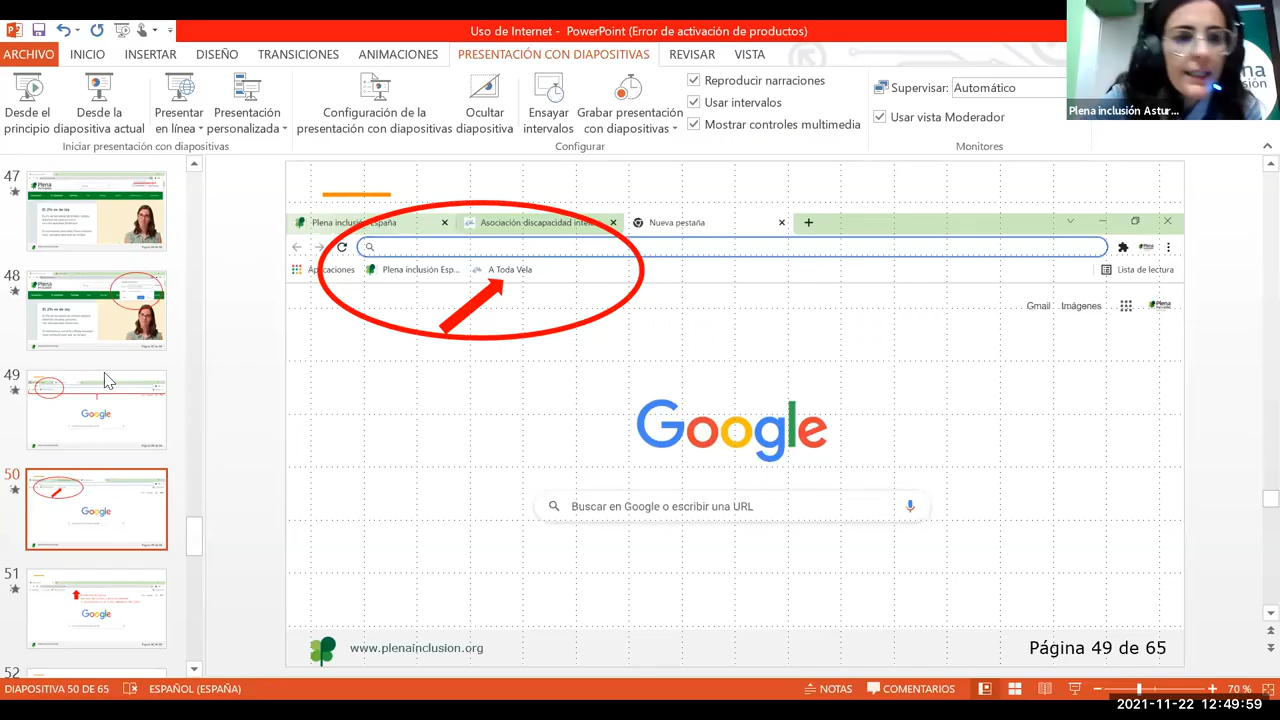 Uso de Internet - PowerPoint (Error de activación de productos)
ARCHIVO INICIO INSERTAR DISEÑO TRANSICIONES ANIMACIONES PRESENTACIÓN CON DIAPOSITIVAS REVISAR VISTA
Desde el principio
Desde la diapositiva actual
Presentar en línea
Presentación personalizada
Configuración de la presentación con diapositivas
Ocultar diapositiva
Ensayar intervalos
Grabar presentación con diapositivas
Reproducir narraciones
Usar intervalos
Mostrar controles multimedia
Supervisar: Automático
Usar vista Moderador
Iniciar presentación con diapositivas
Configurar
Monitores
Plena inclusión Astur...
47
48
49
50
51
52
Google
Google
Google
Plena inclusión España
Asociación discapacidad intele
Nueva pestaña
Aplicaciones
Plena inclusión Esp...
A Toda Vela
Lista de lectura
Gmail Imágenes
Google
Buscar en Google o escribir una URL
www.plenainclusion.org
Página 49 de 65
DIAPOSITIVA 50 DE 65
ESPAÑOL (ESPAÑA)
NOTAS
COMENTARIOS
70 %
2021-11-22 12:49:59